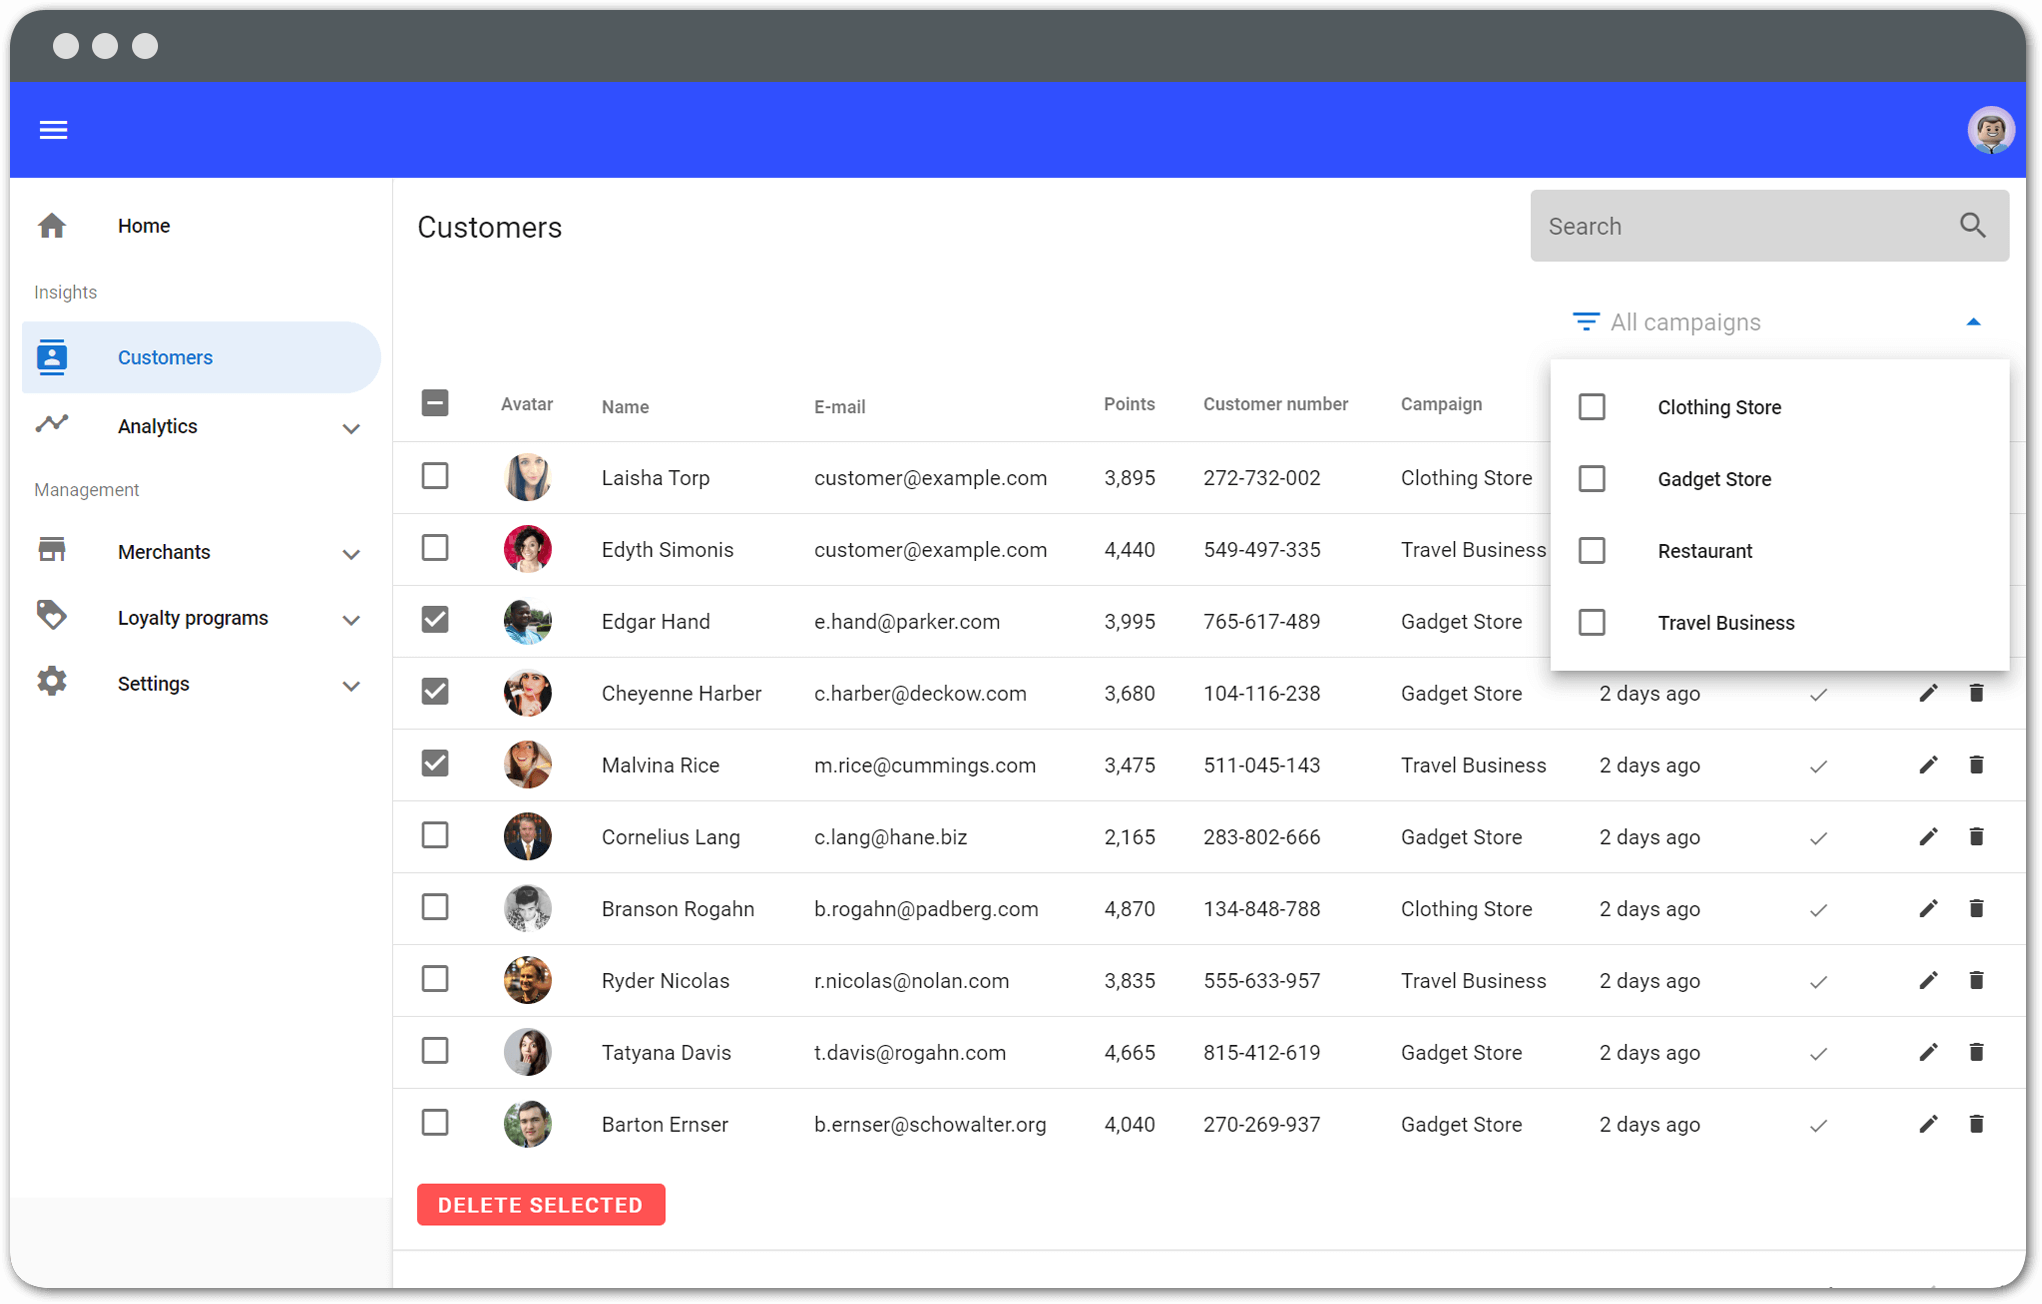 Customers
Search
Home
Insights
All campaigns
Customers
Analytics
Management
Merchants
Loyalty programs
Settings
Clothing Store
Gadget Store
Restaurant
Travel Business
Avatar Name E-mail Points Customer number Campaign
Laisha Torp customer@example.com 3,895 272-732-002 Clothing Store
Edyth Simonis customer@example.com 4,440 549-497-335 Travel Business
Edgar Hand e.hand@parker.com 3,995 765-617-489 Gadget Store
Cheyenne Harber c.harber@deckow.com 3,680 104-116-238 Gadget Store 2 days ago
Malvina Rice m.rice@cummings.com 3,475 511-045-143 Travel Business 2 days ago
Cornelius Lang c.lang@hane.biz 2,165 283-802-666 Gadget Store 2 days ago
Branson Rogahn b.rogahn@padberg.com 4,870 134-848-788 Clothing Store 2 days ago
Ryder Nicolas r.nicolas@nolan.com 3,835 555-633-957 Travel Business 2 days ago
Tatyana Davis t.davis@rogahn.com 4,665 815-412-619 Gadget Store 2 days ago
Barton Ernser b.ernser@schowalter.org 4,040 270-269-937 Gadget Store 2 days ago
DELETE SELECTED